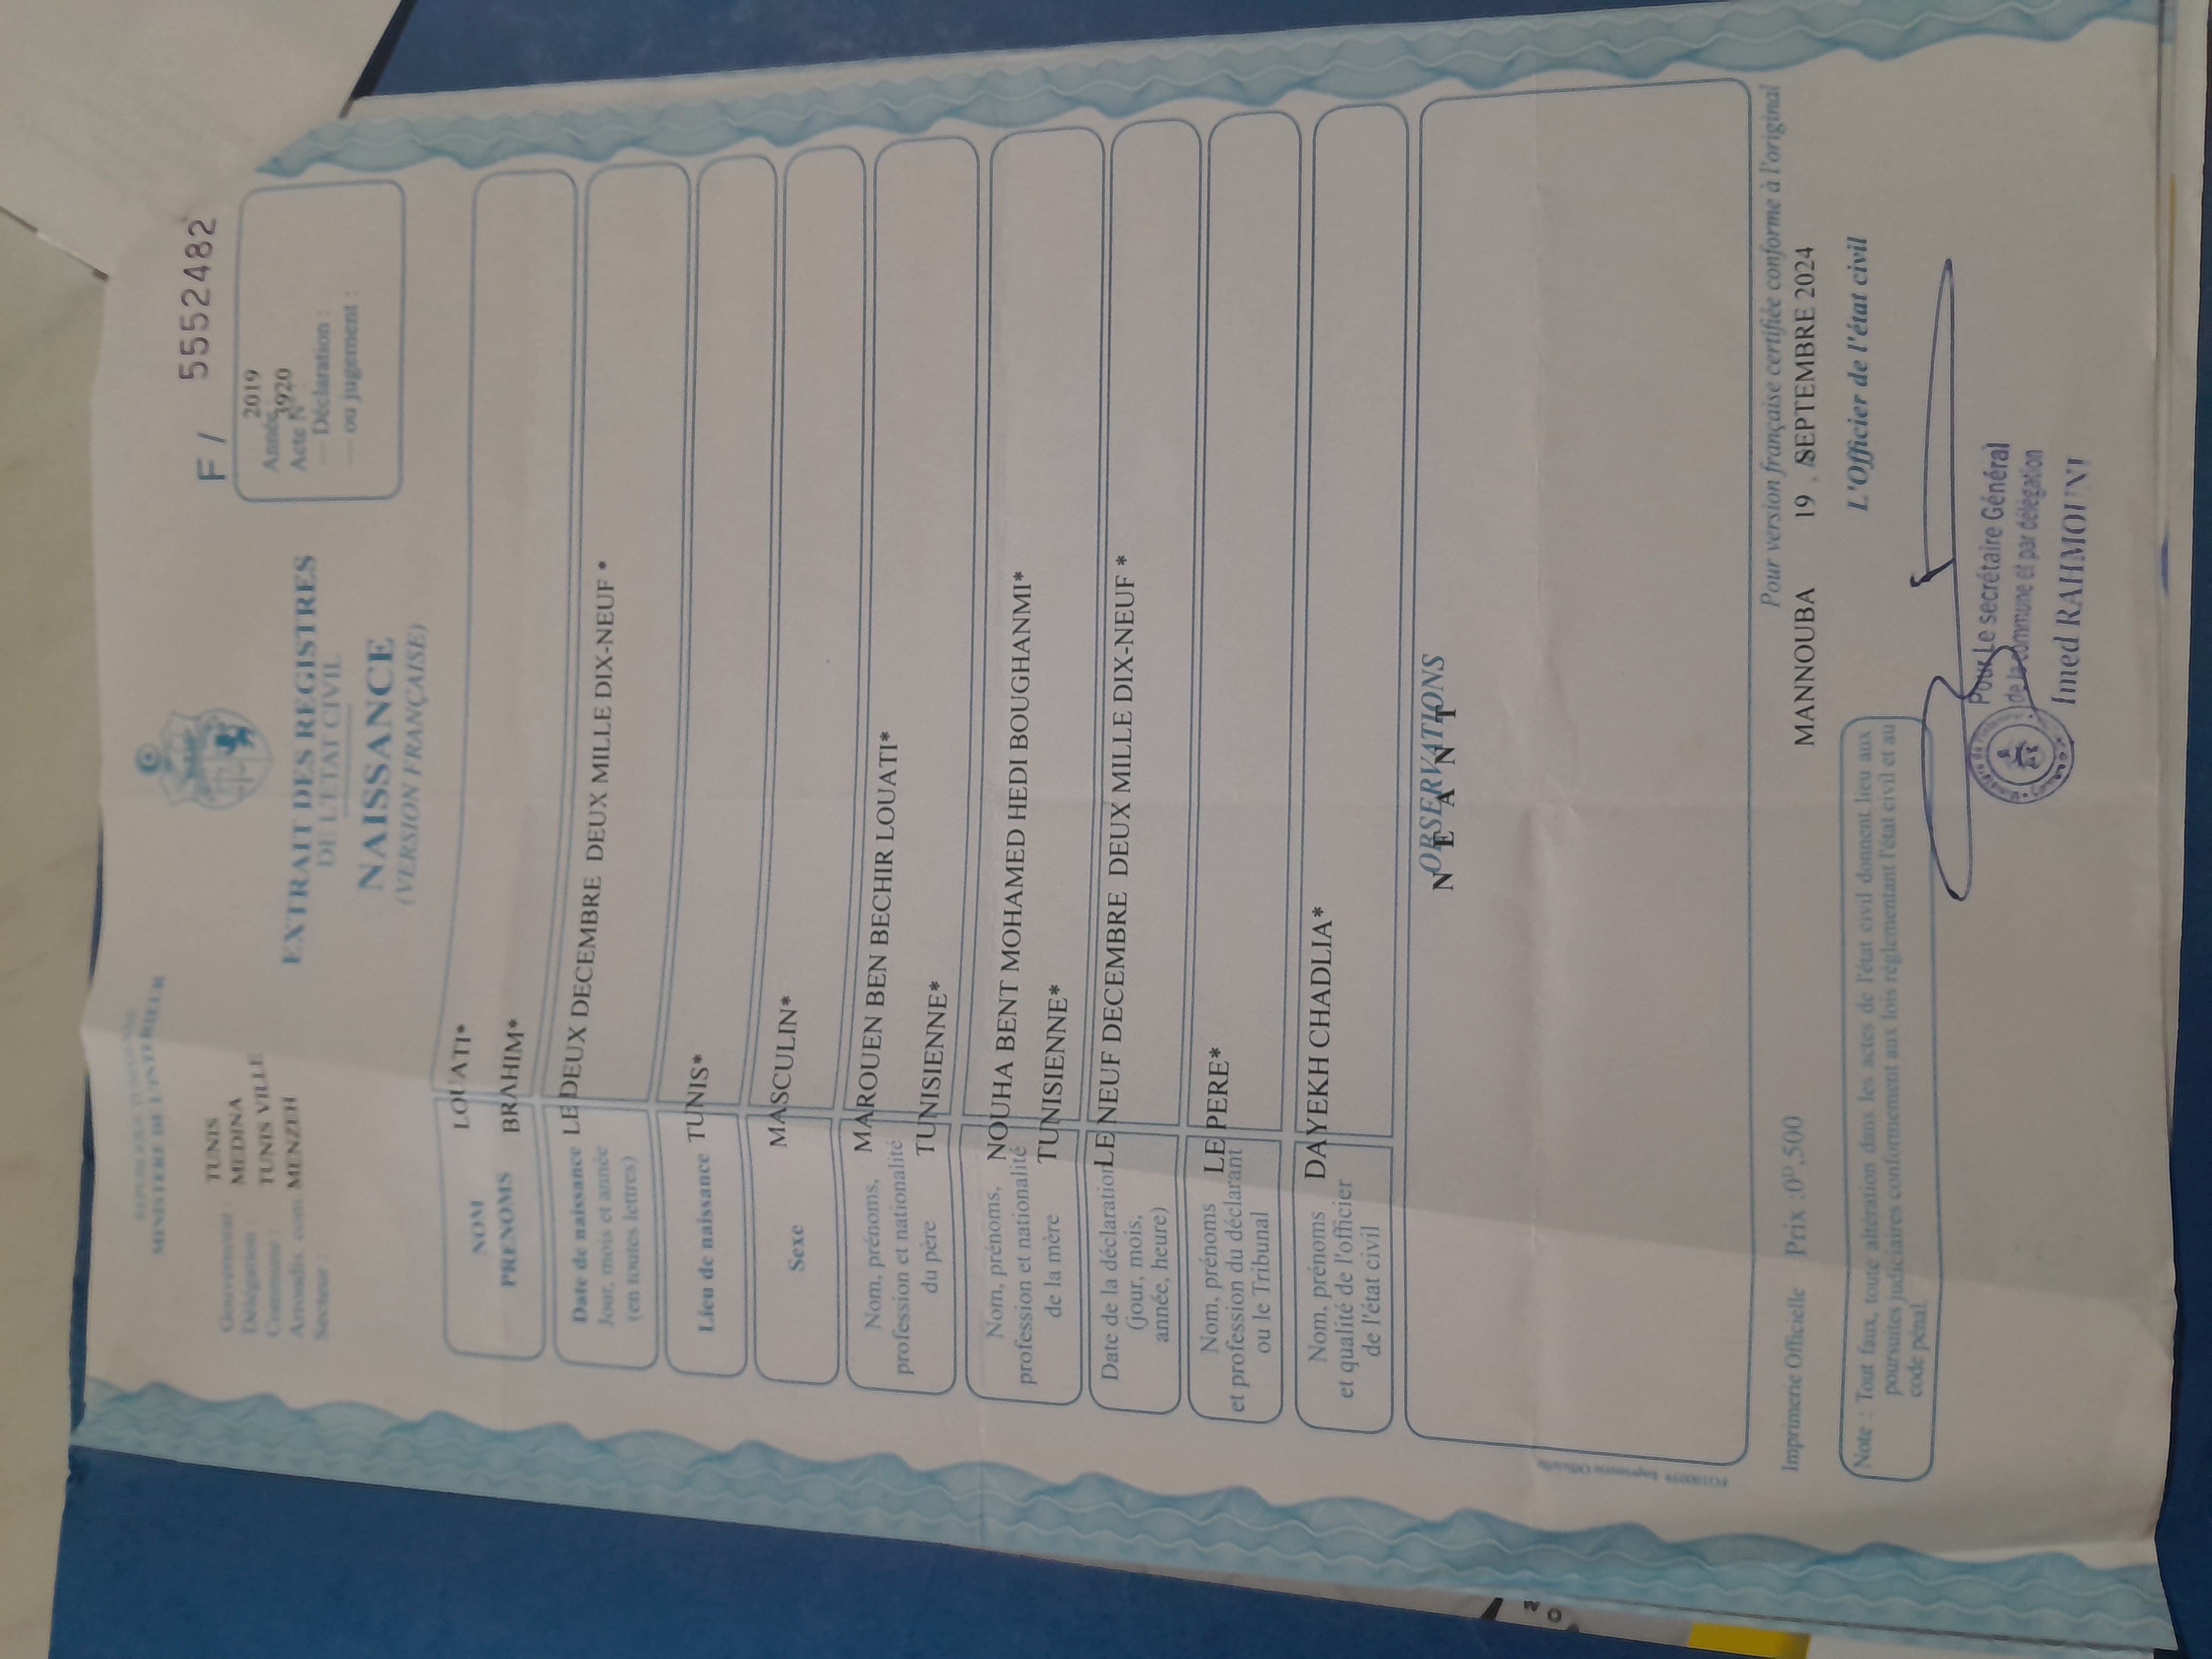 REPUBLIQUE TUNISIENNE
MINISTERE DE L'INTERIEUR
Gouvernorat : TUNIS
Délégation : MEDINA
Commune : TUNIS VILLE
Arrondis. com. MENZEH
Secteur :
EXTRAIT DES REGISTRES
DE L'ETAT CIVIL
NAISSANCE
(VERSION FRANÇAISE)
F / 5552482
Année 2019
Acte N° 3920
— Déclaration :
— ou jugement :
NOM LOUATI*
PRENOMS BRAHIM*
Date de naissance LE DEUX DECEMBRE DEUX MILLE DIX-NEUF *
Jour, mois et année
(en toutes lettres)
Lieu de naissance TUNIS*
Sexe MASCULIN*
Nom, prénoms, MAROUEN BEN BECHIR LOUATI*
profession et nationalité
du père TUNISIENNE*
Nom, prénoms, NOUHA BENT MOHAMED HEDI BOUGHANMI*
profession et nationalité
de la mère TUNISIENNE*
Date de la déclaration LE NEUF DECEMBRE DEUX MILLE DIX-NEUF *
(jour, mois,
année, heure)
Nom, prénoms LE PERE*
et profession du déclarant
ou le Tribunal
Nom, prénoms DAYEKH CHADLIA*
et qualité de l'officier
de l'état civil
OBSERVATIONS
N E A N T
Imprimerie Officielle Prix :0ᴰ,500
Pour version française certifiée conforme à l'original
MANNOUBA 19 SEPTEMBRE 2024
L'Officier de l'état civil
Note : Tout faux, toute altération dans les actes de l'état civil donnent lieu aux
poursuites judiciaires conformement aux lois réglementant l'état civil et au
code pénal.
Pour Le secrétaire Général
de la commune et par délégation
Imed RAHMOUNI